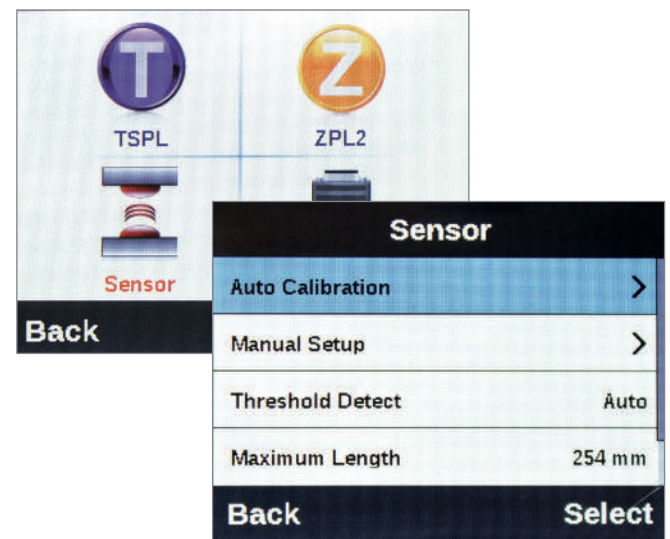 T
Z
TSPL
ZPL2
Sensor
Back
Sensor
Auto Calibration
Manual Setup
Threshold Detect Auto
Maximum Length 254 mm
Back Select